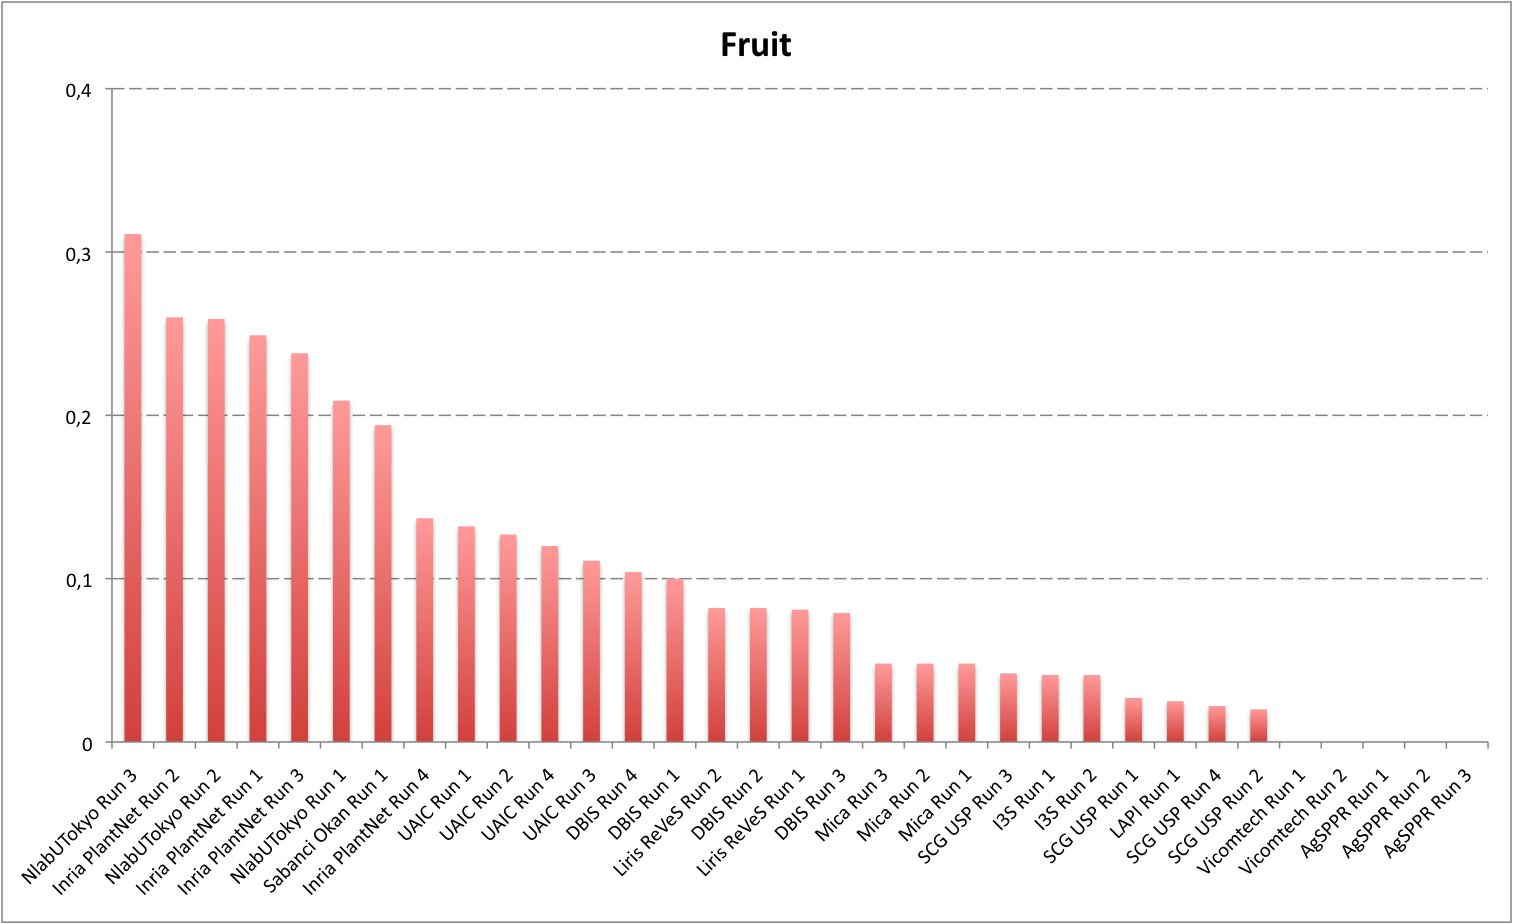 Fruit
0,4
0,3
0,2
0,1
0
NlabUTokyo Run 3
Inria PlantNet Run 2
NlabUTokyo Run 2
Inria PlantNet Run 1
Inria PlantNet Run 3
NlabUTokyo Run 1
Sabanci Okan Run 1
Inria PlantNet Run 4
UAIC Run 1
UAIC Run 2
UAIC Run 4
UAIC Run 3
DBIS Run 4
DBIS Run 1
Liris ReVeS Run 2
DBIS Run 2
Liris ReVeS Run 1
DBIS Run 3
Mica Run 3
Mica Run 2
Mica Run 1
SCG USP Run 3
I3S Run 1
I3S Run 2
SCG USP Run 1
LAPI Run 1
SCG USP Run 4
SCG USP Run 2
Vicomtech Run 1
Vicomtech Run 2
AgSPPR Run 1
AgSPPR Run 2
AgSPPR Run 3